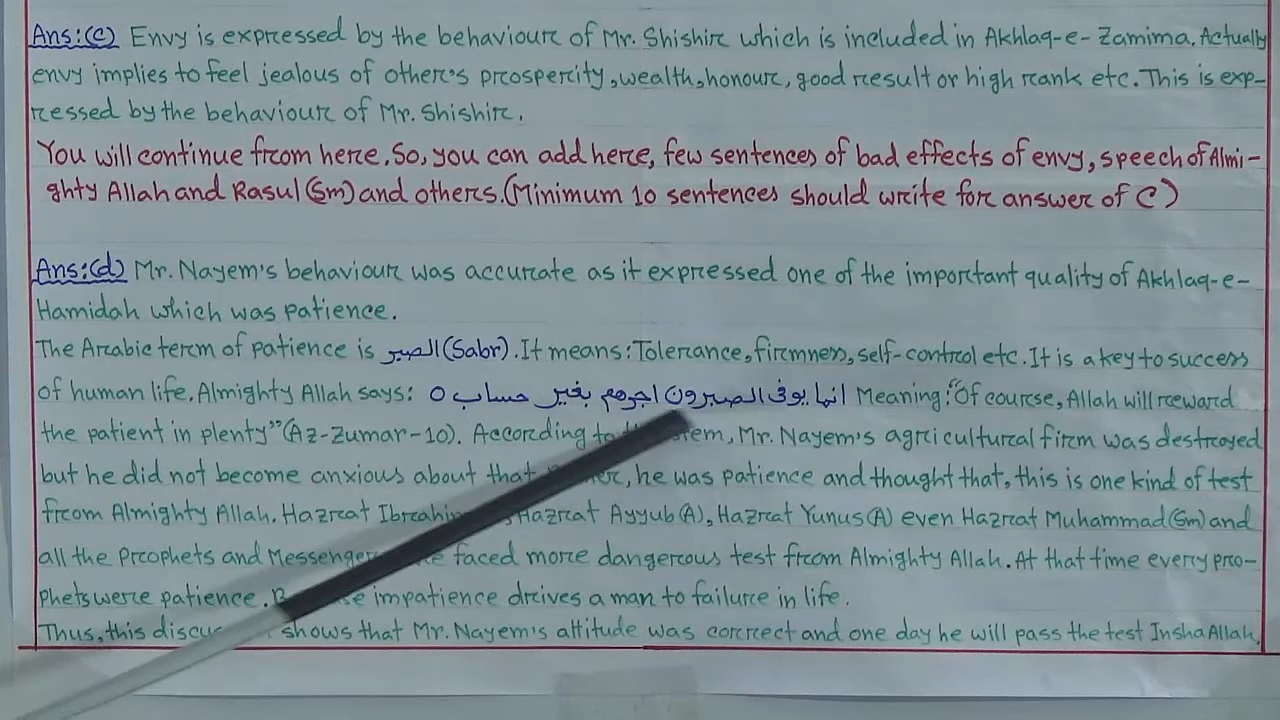 Ans:(c) Envy is expressed by the behaviour of Mr. Shishir which is included in Akhlaq-e-Zamima. Actually
envy implies to feel jealous of other's prosperity, wealth, honour, good result or high rank etc. This is exp-
ressed by the behaviour of Mr. Shishir.
You will continue from here. So, you can add here, few sentences of bad effects of envy, speech of Almi-
ghty Allah and Rasul (Sm) and others. (Minimum 10 sentences should write for answer of C)
Ans:(d) Mr. Nayem's behaviour was accurate as it expressed one of the important quality of Akhlaq-e-
Hamidah which was patience.
The Arabic term of patience is الصبر (Sabr). It means: Tolerance, firmness, self-control etc. It is a key to success
of human life. Almighty Allah says: انما يوفى الصبرون اجرهم بغير حساب ٥ Meaning: "Of course, Allah will reward
the patient in plenty" (Az-Zumar-10). According to stem, Mr. Nayem's agricultural firm was destroyed
but he did not become anxious about that he was patience and thought that, this is one kind of test
from Almighty Allah. Hazrat Hazrat Ayyub (A), Hazrat Yunus (A) even Hazrat Muhammad (Sm) and
all the Prophets and faced more dangerous test from Almighty Allah. At that time every pro-
phets were patience. impatience drives a man to failure in life.
Thus, this shows that Mr. Nayem's attitude was correct and one day he will pass the test InshaAllah.